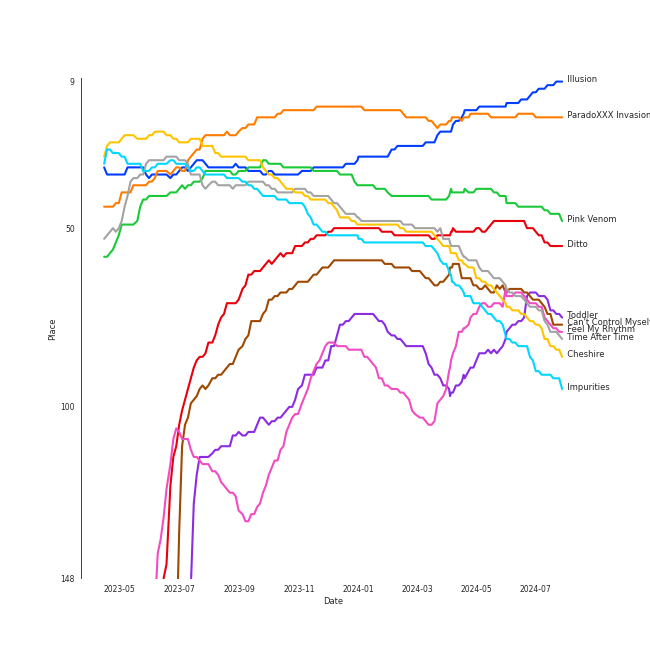 9
50
100
148
Place
2023-05
2023-07
2023-09
2023-11
2024-01
2024-03
2024-05
2024-07
Date
Illusion
ParadoXXX Invasion
Pink Venom
Ditto
Toddler
Can't Control Myself
Feel My Rhythm
Time After Time
Cheshire
Impurities